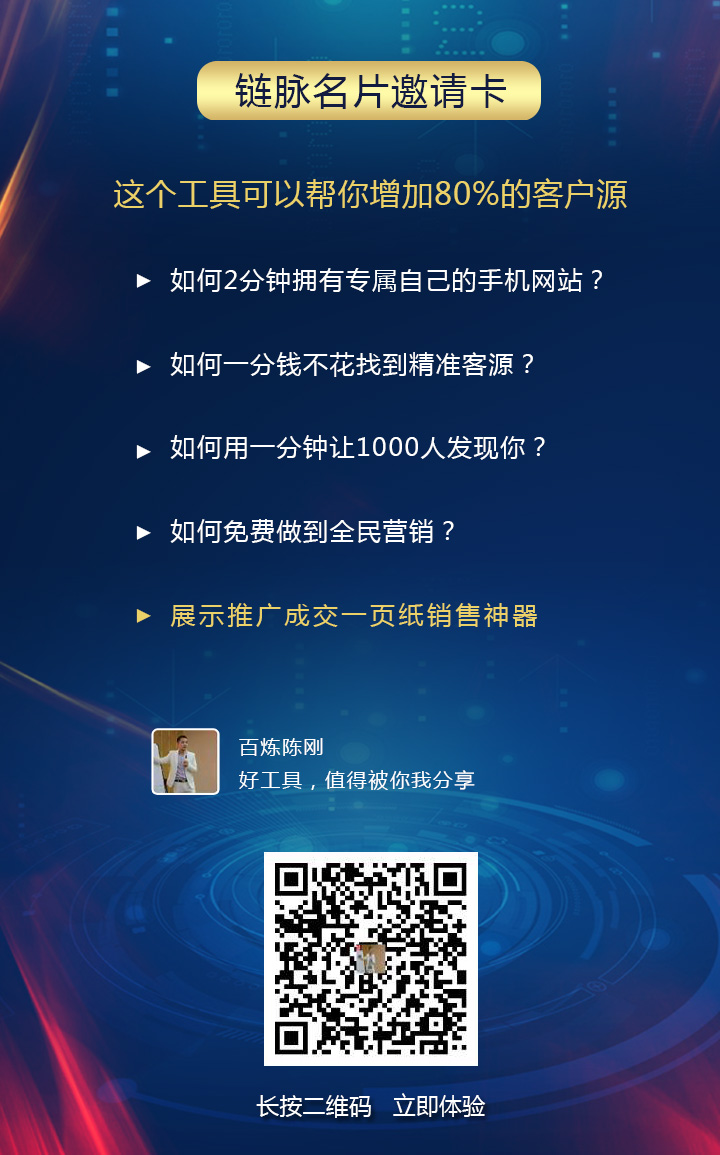 链脉名片邀请卡
这个工具可以帮你增加80%的客户源
► 如何2分钟拥有专属自己的手机网站？
► 如何一分钱不花找到精准客源？
► 如何用一分钟让1000人发现你？
► 如何免费做到全民营销？
► 展示推广成交一页纸销售神器
百炼陈刚
好工具，值得被你我分享
长按二维码 立即体验